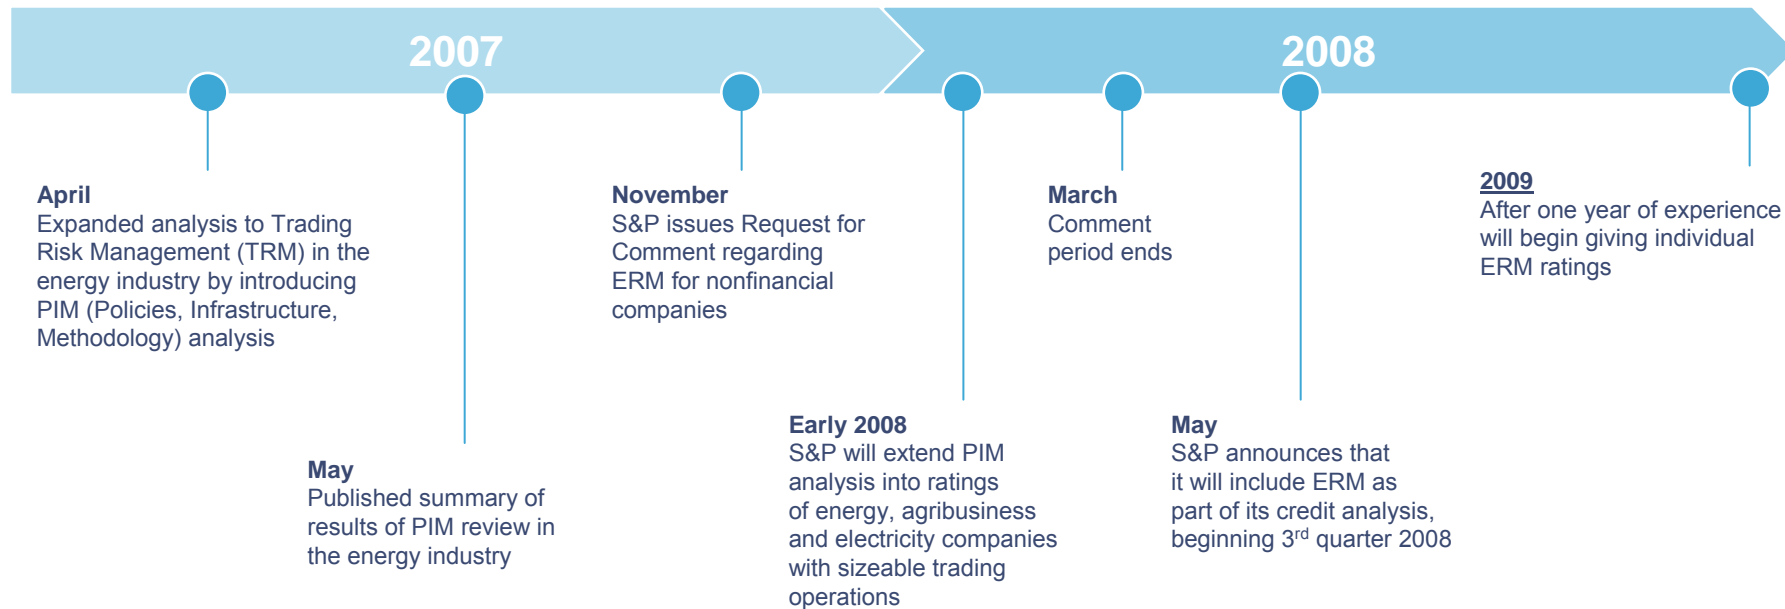 2007
2008
April
Expanded analysis to Trading
Risk Management (TRM) in the
energy industry by introducing
PIM (Policies, Infrastructure,
Methodology) analysis
May
Published summary of
results of PIM review in
the energy industry
November
S&P issues Request for
Comment regarding
ERM for nonfinancial
companies
Early 2008
S&P will extend PIM
analysis into ratings
of energy, agribusiness
and electricity companies
with sizeable trading
operations
March
Comment
period ends
May
S&P announces that
it will include ERM as
part of its credit analysis,
beginning 3rd quarter 2008
2009
After one year of experience
will begin giving individual
ERM ratings